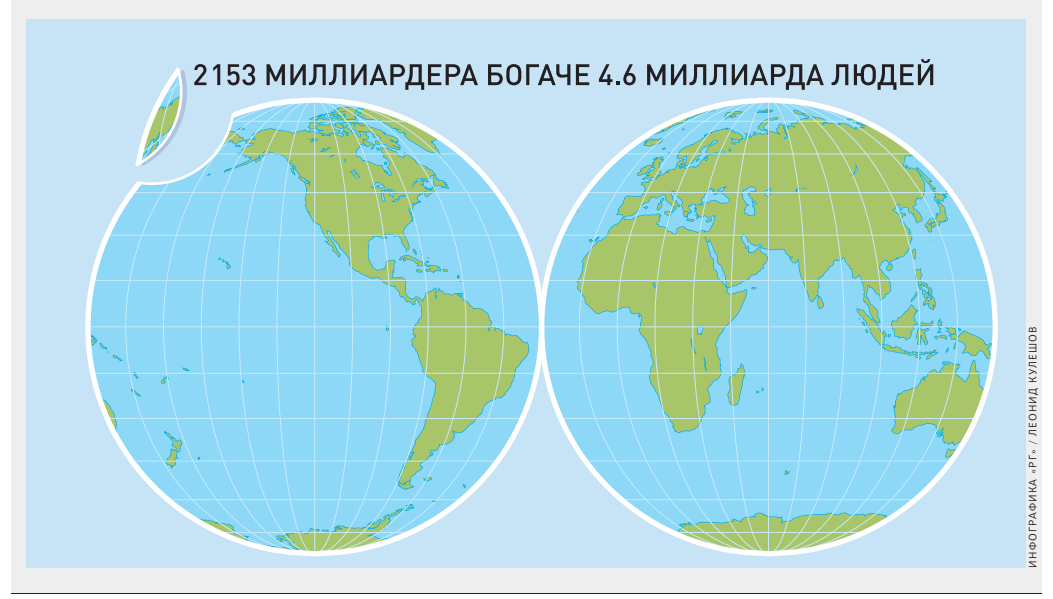 2153 МИЛЛИАРДЕРА БОГАЧЕ 4.6 МИЛЛИАРДА ЛЮДЕЙ
ИНФОГРАФИКА «РГ» / ЛЕОНИД КУЛЕШОВ